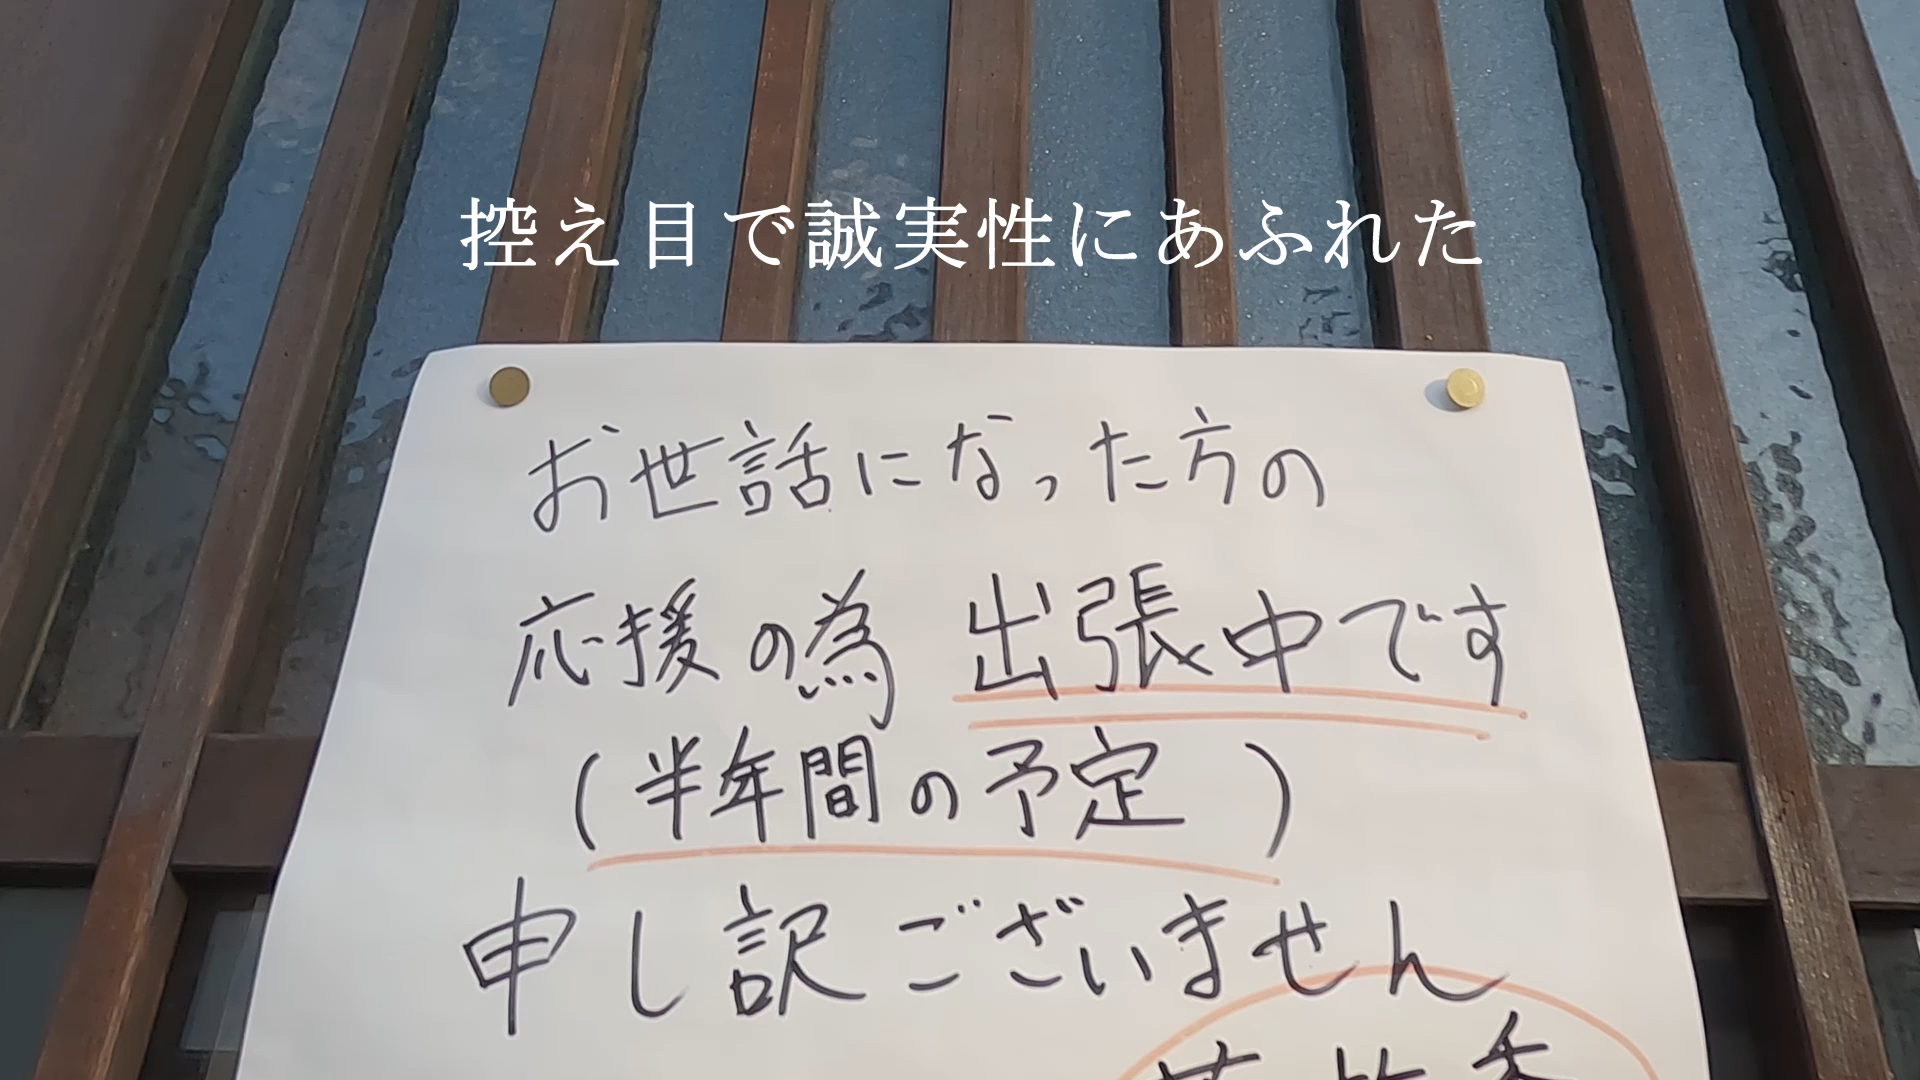 控え目で誠実性にあふれた
お世話になった方の
応援の為 出張中です
(半年間の予定)
申し訳ございません